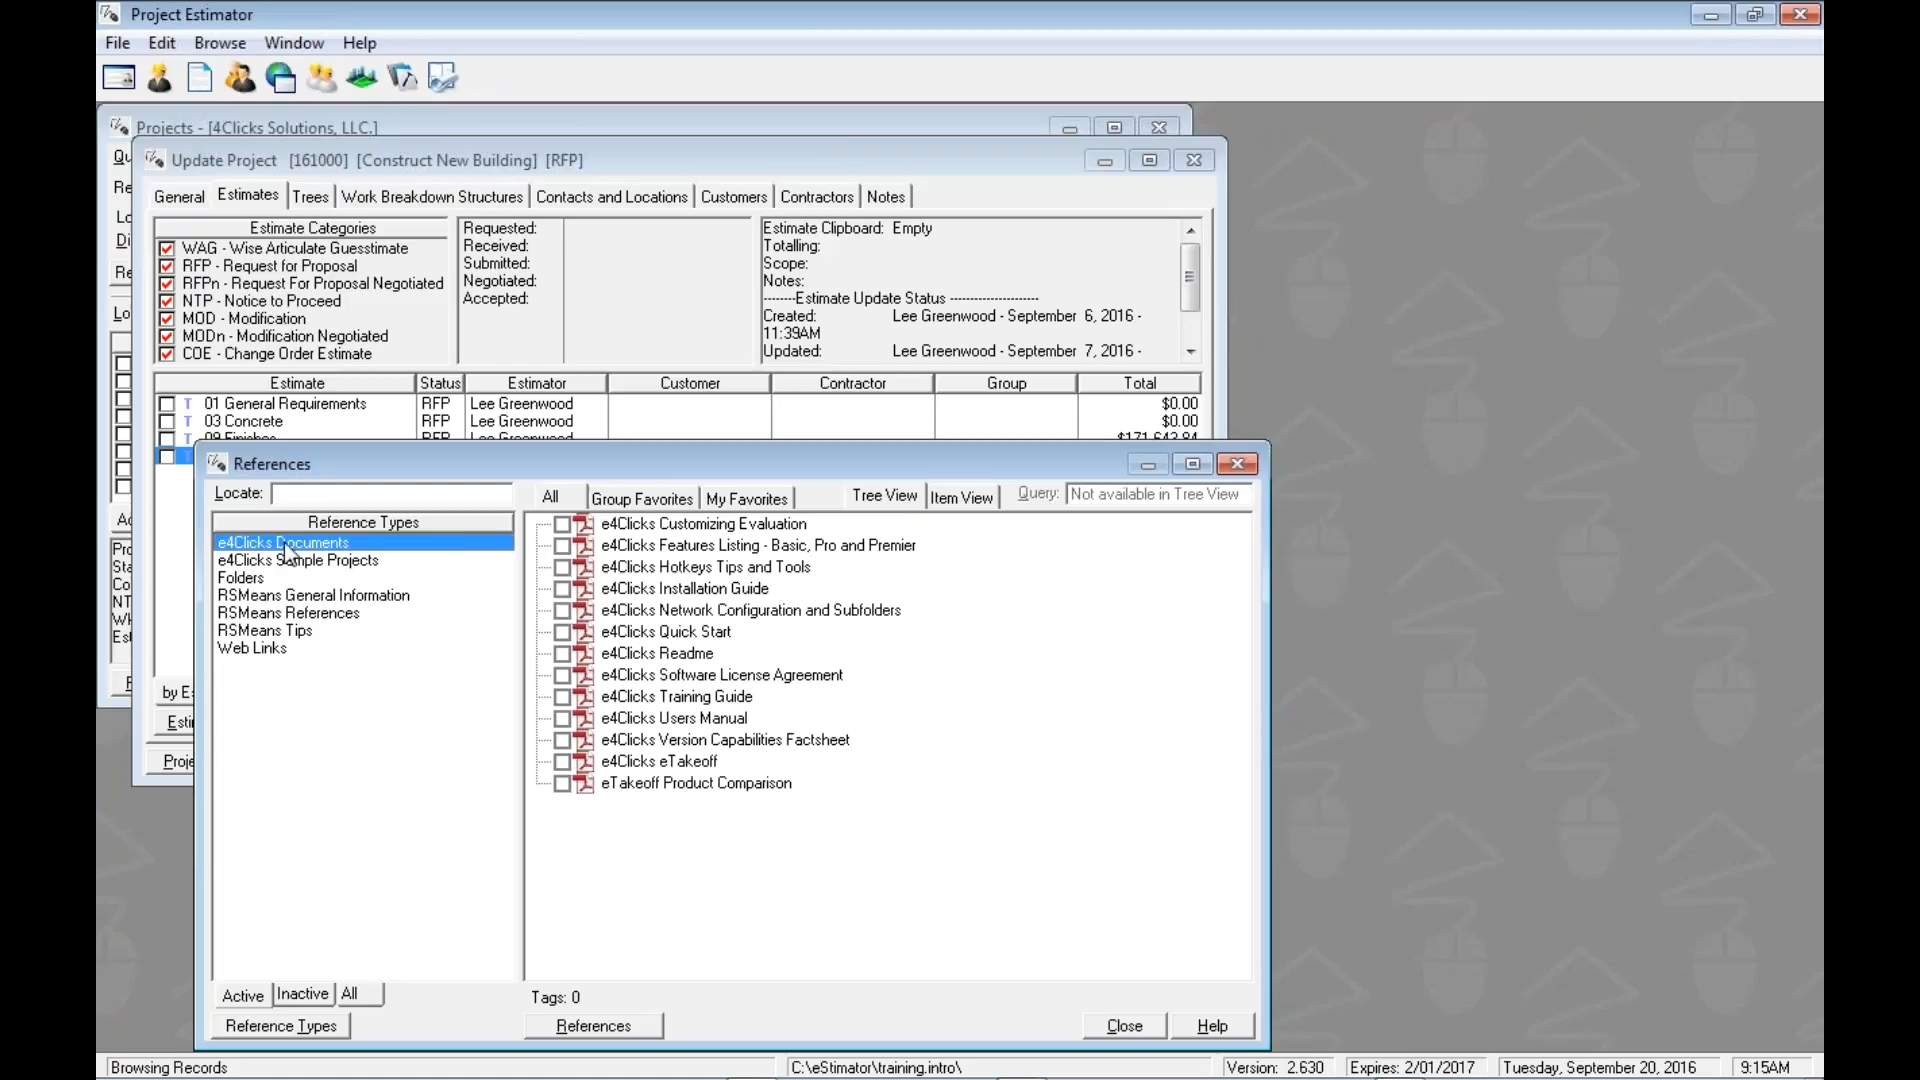 Project Estimator
File Edit Browse Window Help
Projects - [4Clicks Solutions, LLC.]
Update Project [161000] [Construct New Building] [RFP]
General Estimates Trees Work Breakdown Structures Contacts and Locations Customers Contractors Notes
Estimate Categories
WAG - Wise Articulate Guesstimate
RFP - Request for Proposal
RFPn - Request For Proposal Negotiated
NTP - Notice to Proceed
MOD - Modification
MODn - Modification Negotiated
COE - Change Order Estimate
Requested:
Received:
Submitted:
Negotiated:
Accepted:
Estimate Clipboard: Empty
Totalling:
Scope:
Notes:
-------Estimate Update Status ----------------------
Created: Lee Greenwood - September 6, 2016 -
11:39AM
Updated: Lee Greenwood - September 7, 2016 -
Estimate Status Estimator Customer Contractor Group Total
T 01 General Requirements RFP Lee Greenwood $0.00
T 03 Concrete RFP Lee Greenwood $0.00
T 09 Finishes RFP Lee Greenwood $171,643.84
References
Locate: All Group Favorites My Favorites Tree View Item View Query: Not available in Tree View
Reference Types
e4Clicks Documents
e4Clicks Sample Projects
Folders
RSMeans General Information
RSMeans References
RSMeans Tips
Web Links
e4Clicks Customizing Evaluation
e4Clicks Features Listing - Basic, Pro and Premier
e4Clicks Hotkeys Tips and Tools
e4Clicks Installation Guide
e4Clicks Network Configuration and Subfolders
e4Clicks Quick Start
e4Clicks Readme
e4Clicks Software License Agreement
e4Clicks Training Guide
e4Clicks Users Manual
e4Clicks Version Capabilities Factsheet
e4Clicks eTakeoff
eTakeoff Product Comparison
Active Inactive All
Tags: 0
Reference Types References Close Help
Browsing Records C:\eStimator\training.intro\ Version: 2.630 Expires: 2/01/2017 Tuesday, September 20, 2016 9:15AM